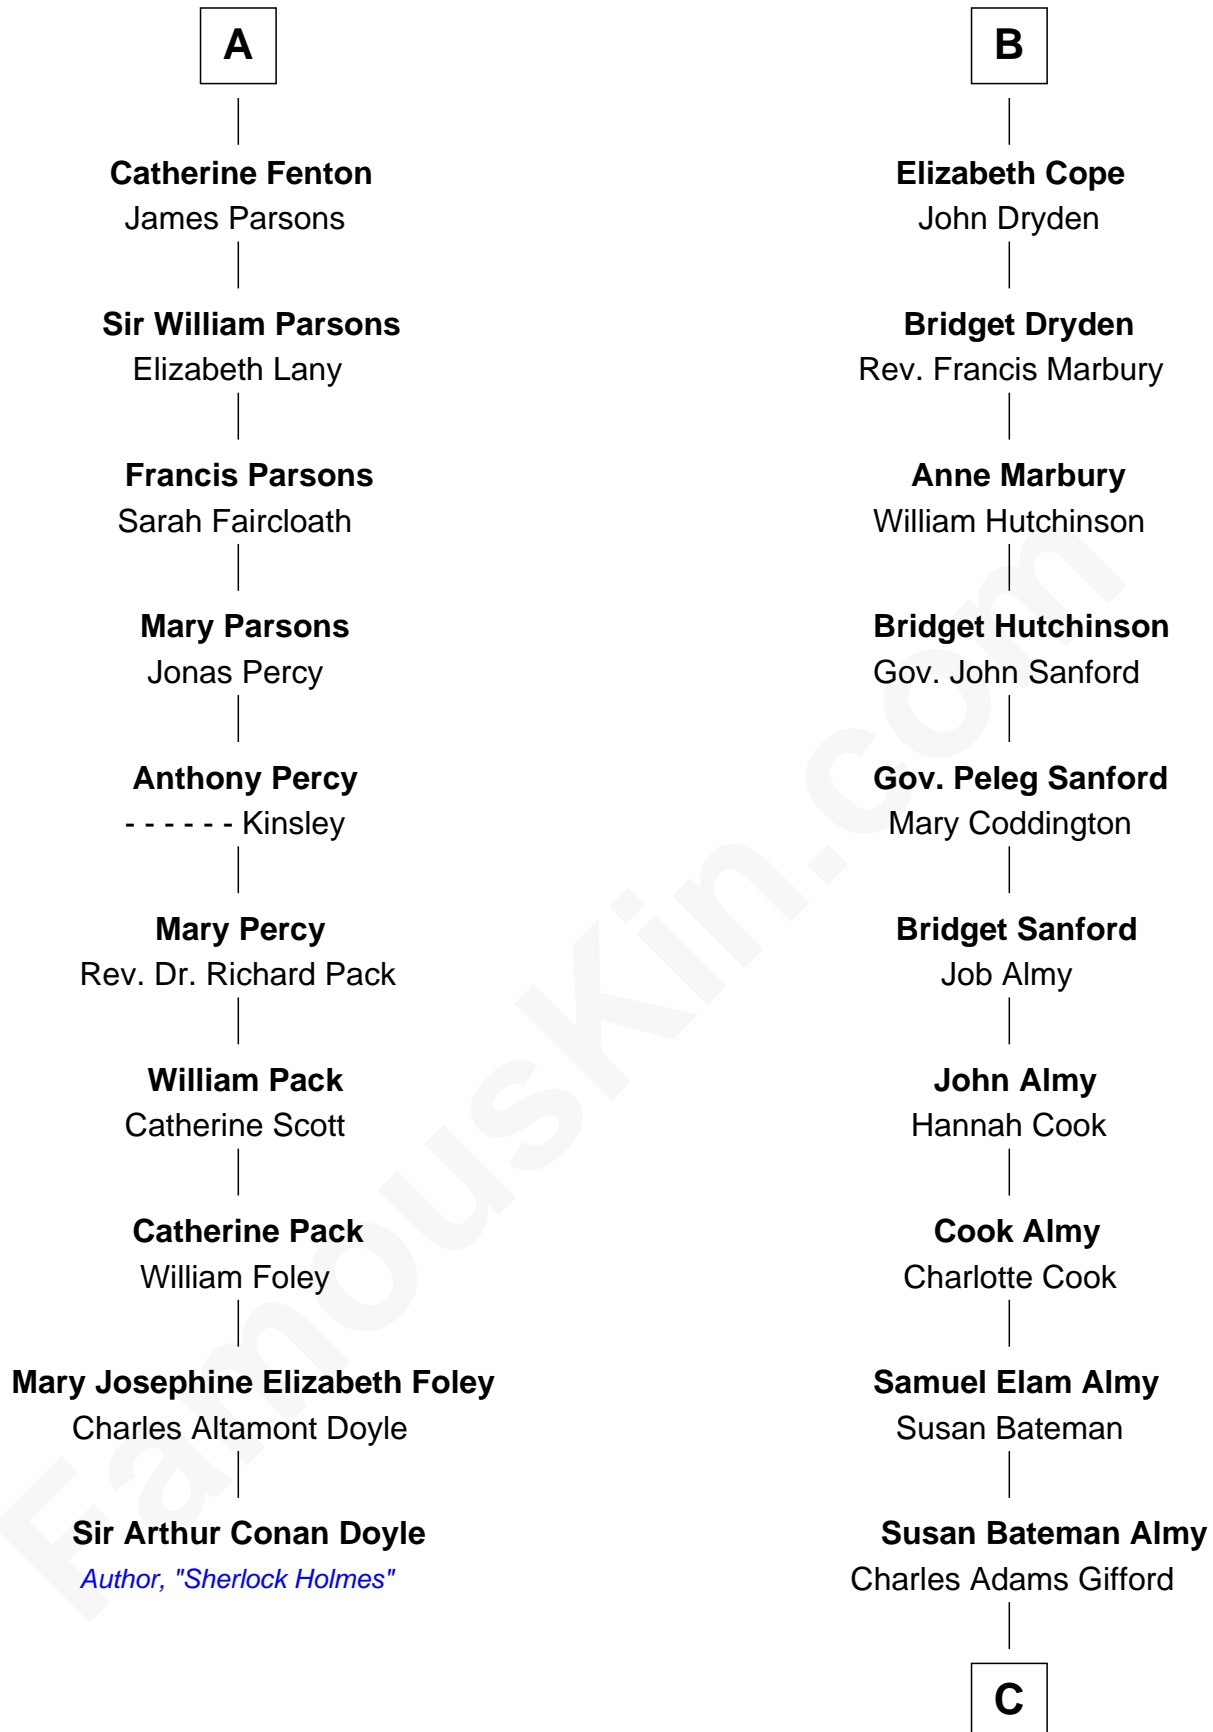 A
Catherine Fenton
James Parsons
Sir William Parsons
Elizabeth Lany
Francis Parsons
Sarah Faircloath
Mary Parsons
Jonas Percy
Anthony Percy
- - - - - - Kinsley
Mary Percy
Rev. Dr. Richard Pack
William Pack
Catherine Scott
Catherine Pack
William Foley
Mary Josephine Elizabeth Foley
Charles Altamont Doyle
Sir Arthur Conan Doyle
Author, "Sherlock Holmes"
B
Elizabeth Cope
John Dryden
Bridget Dryden
Rev. Francis Marbury
Anne Marbury
William Hutchinson
Bridget Hutchinson
Gov. John Sanford
Gov. Peleg Sanford
Mary Coddington
Bridget Sanford
Job Almy
John Almy
Hannah Cook
Cook Almy
Charlotte Cook
Samuel Elam Almy
Susan Bateman
Susan Bateman Almy
Charles Adams Gifford
C
FamousKin.com